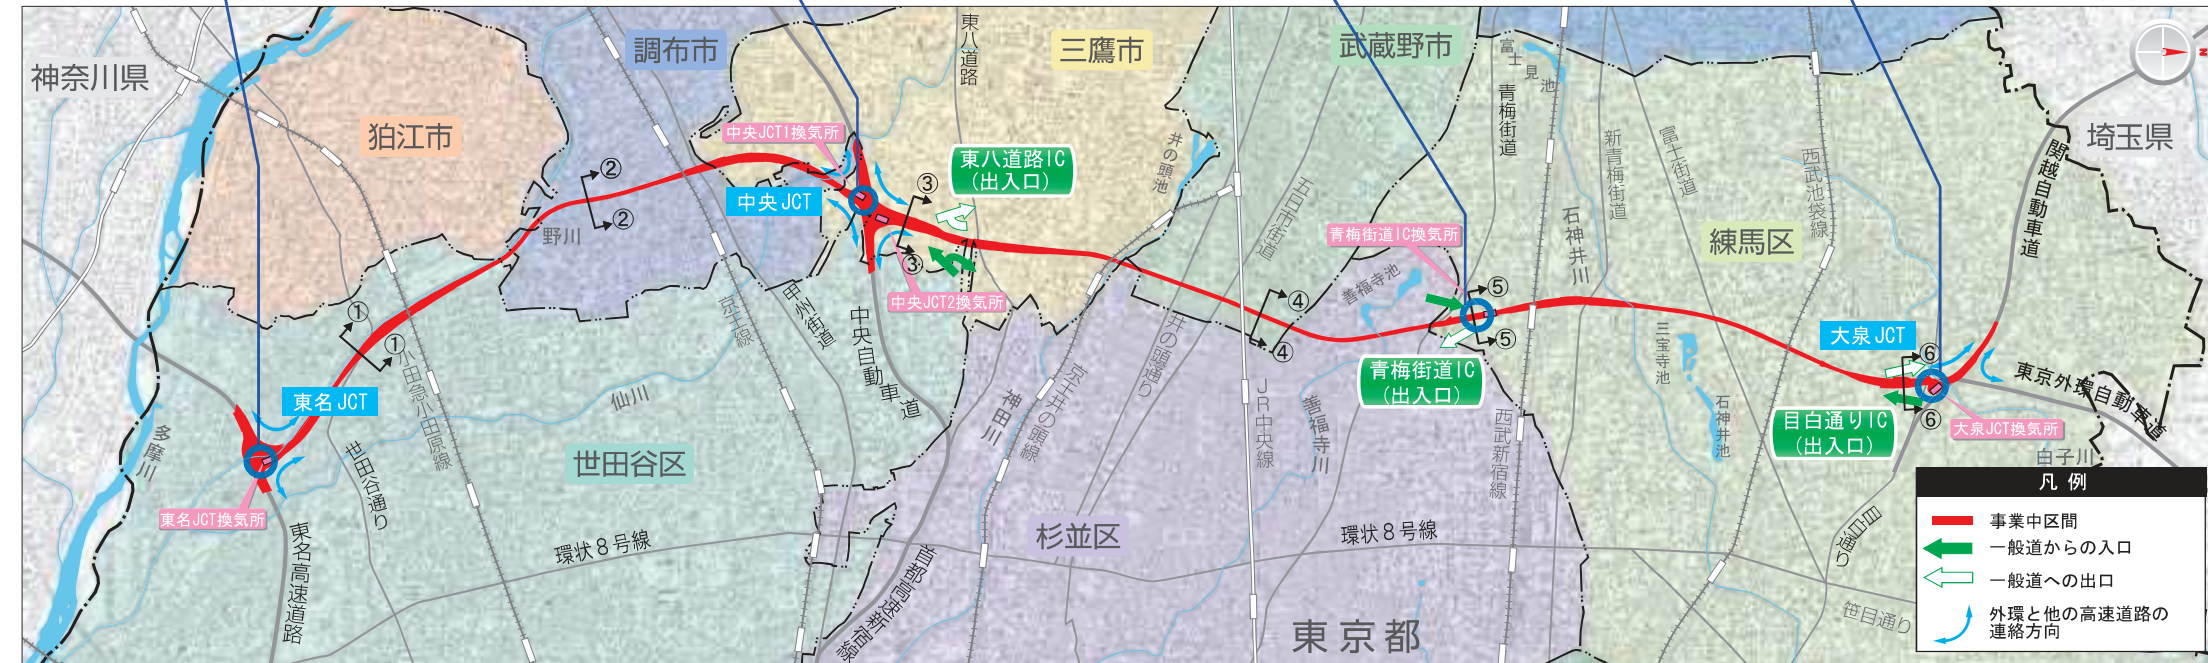 神奈川県
狛江市
調布市
三鷹市
武蔵野市
練馬区
埼玉県
世田谷区
杉並区
東京都
東八道路
富士見池
青梅街道
新青梅街道
富士街道
西武池袋線
関越自動車道
石神井川
井の頭池
五日市街道
中央JCT1換気所
中央JCT
東八道路IC
(出入口)
中央JCT2換気所
青梅街道IC換気所
善福寺池
青梅街道IC
(出入口)
野川
京王線
甲州街道
中央自動車道
神田川
京王井の頭線
井の頭通り
JR中央線
善福寺川
西武新宿線
三宝寺池
石神井池
大泉JCT
目白通りIC
(出入口)
大泉JCT換気所
東京外環自動車道
白子川
目白通り
笹目通り
東名JCT
東名JCT換気所
多摩川
世田谷通り
小田急小田原線
仙川
東名高速道路
環状8号線
首都高速新宿線
環状8号線
①
①
②
②
③
③
④
④
⑤
⑤
⑥
⑥
N
凡例
事業中区間
一般道からの入口
一般道への出口
外環と他の高速道路の
連絡方向